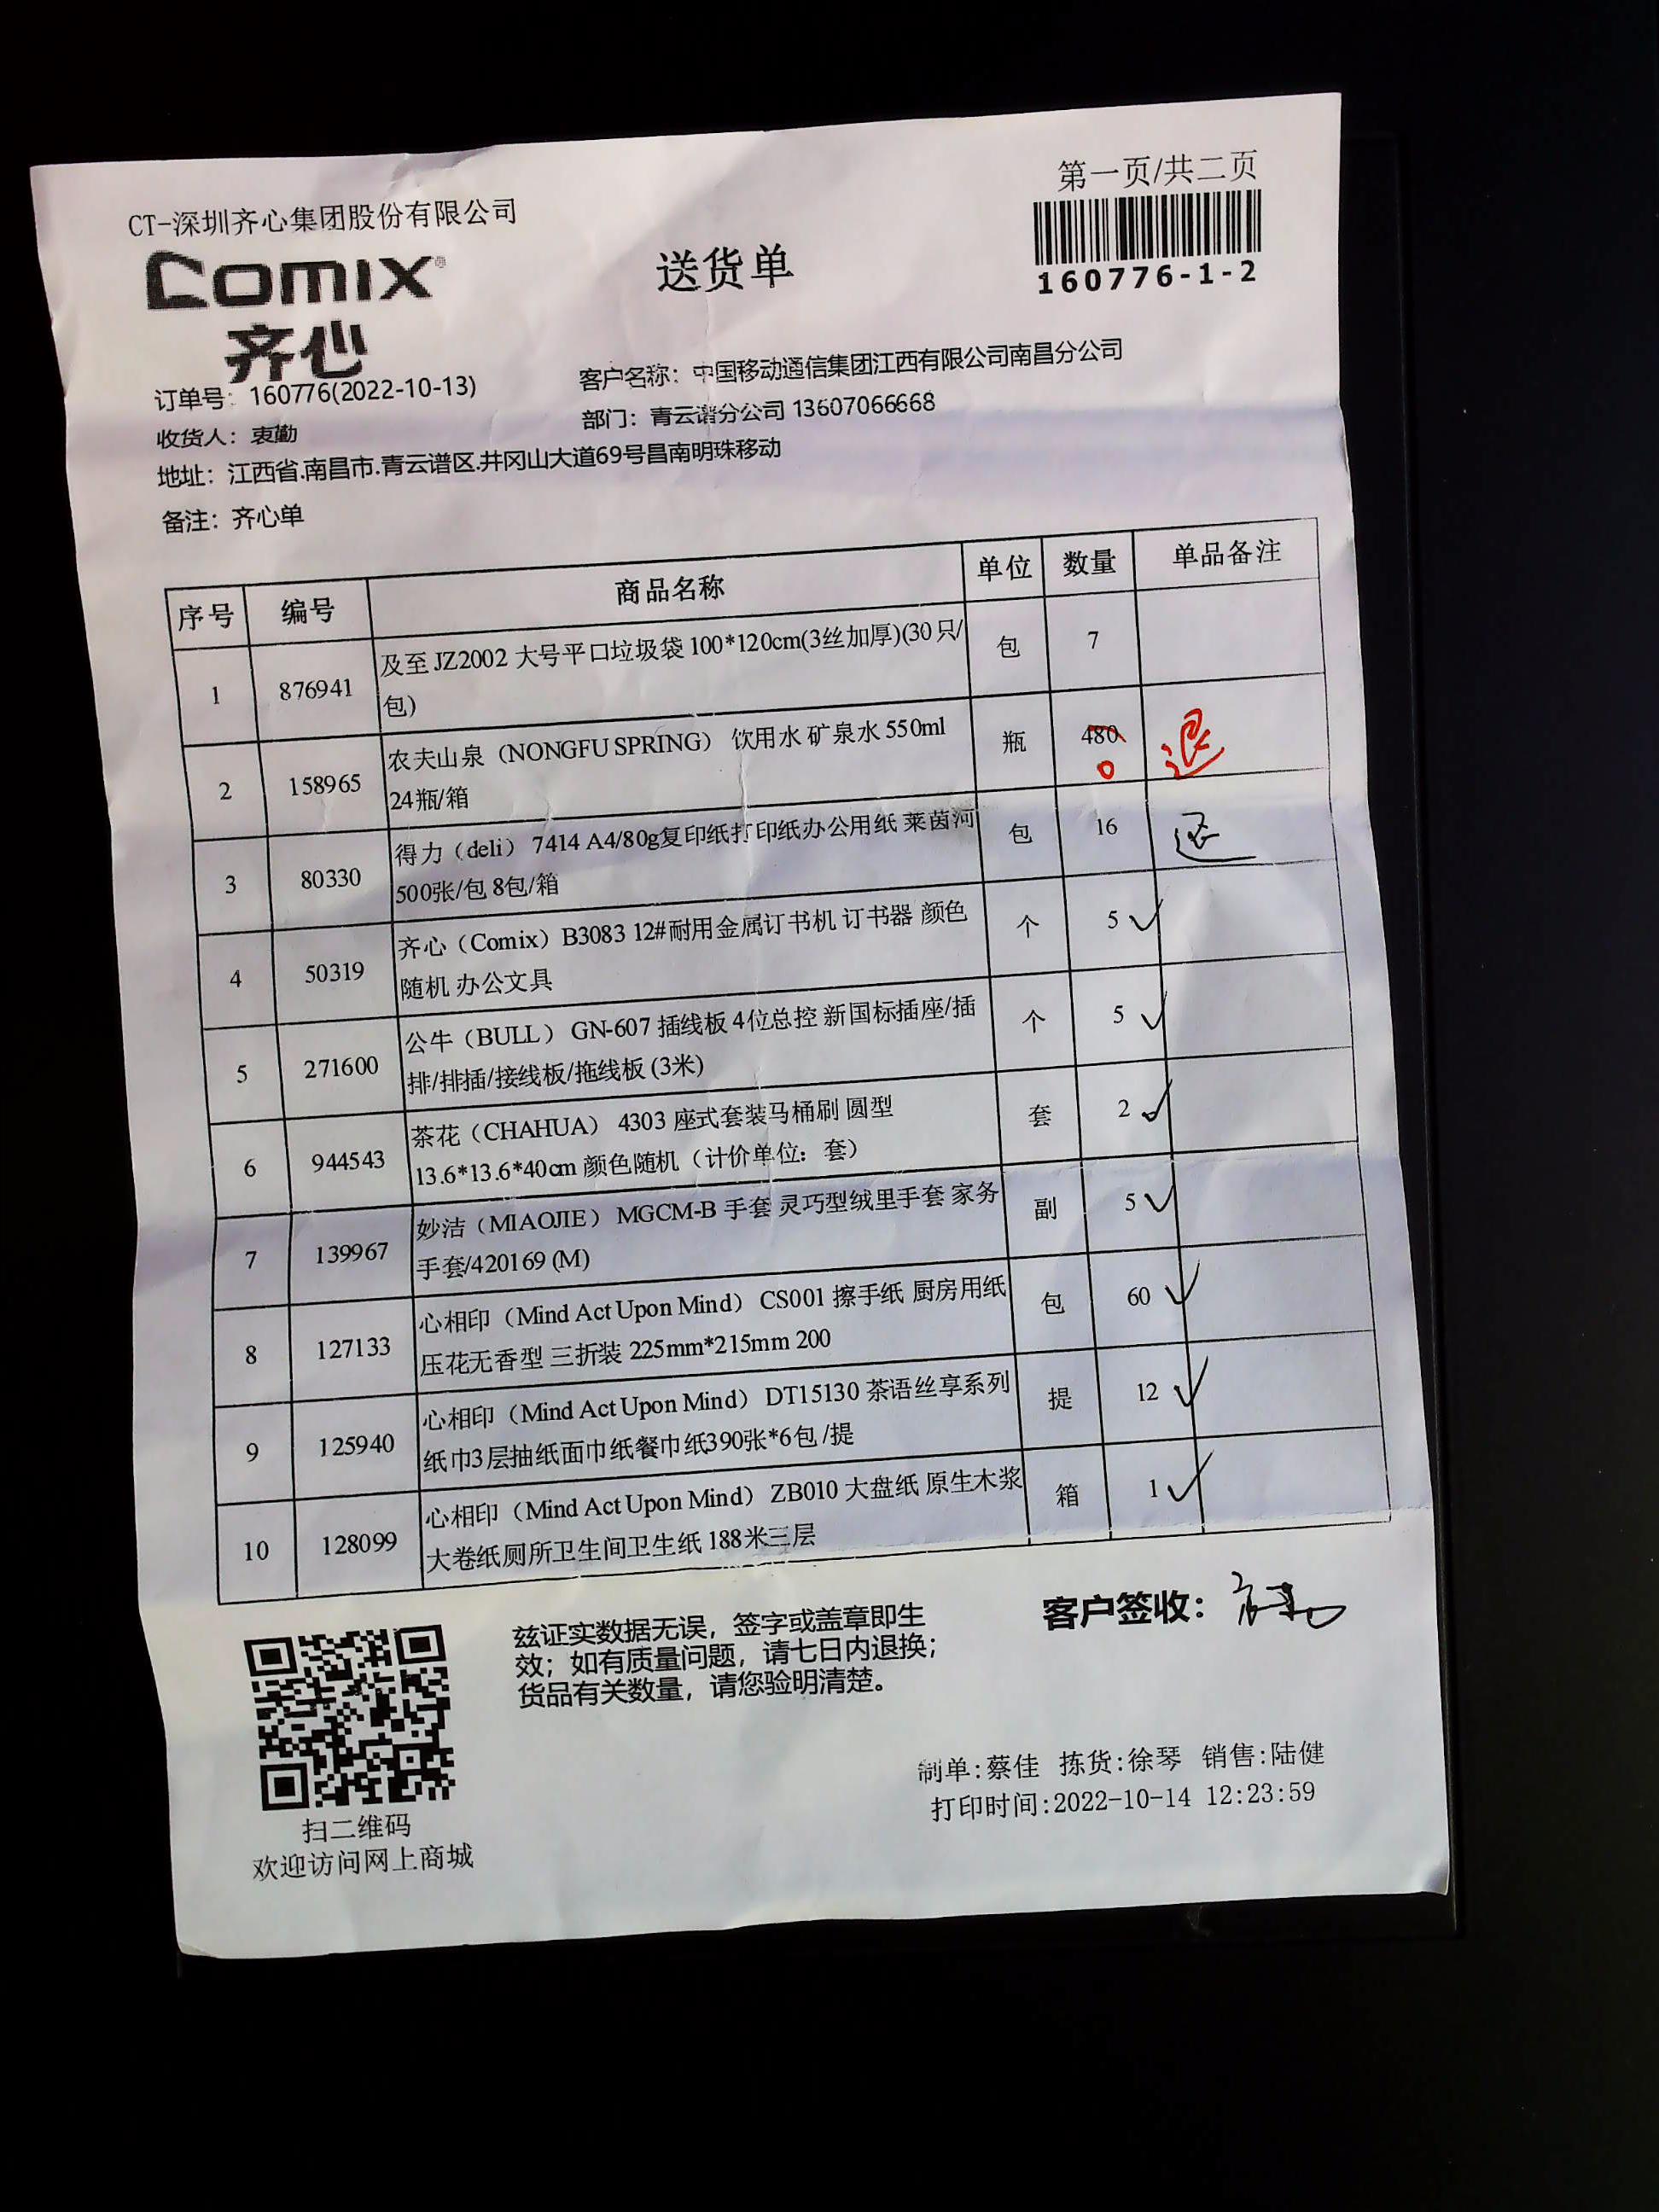 第一页/共二页
CT-深圳齐心集团股份有限公司
comix®
齐心
送货单
160776-1-2
订单号：160776(2022-10-13)
客户名称：中国移动通信集团江西有限公司南昌分公司
收货人：衷勤
部门：青云谱分公司 13607066668
地址：江西省.南昌市.青云谱区.井冈山大道69号昌南明珠移动
备注：齐心单
序号 编号 商品名称 单位 数量 单品备注
1 876941 及至 JZ2002 大号平口垃圾袋 100*120cm(3丝加厚)(30只/ 包 7
包)
2 158965 农夫山泉（NONGFU SPRING） 饮用水 矿泉水 550ml 瓶 480 退
24瓶/箱 0
3 80330 得力（deli） 7414 A4/80g复印纸打印纸办公用纸 莱茵河 包 16 退
500张/包 8包/箱
4 50319 齐心（Comix）B3083 12#耐用金属订书机 订书器 颜色 个 5 ✓
随机 办公文具
5 271600 公牛（BULL） GN-607 插线板 4位总控 新国标插座/插 个 5 ✓
排/排插/接线板/拖线板 (3米)
6 944543 茶花（CHAHUA） 4303 座式套装马桶刷 圆型 套 2 ✓
13.6*13.6*40cm 颜色随机（计价单位：套）
7 139967 妙洁（MIAOJIE） MGCM-B 手套 灵巧型绒里手套 家务 副 5 ✓
手套/420169 (M)
8 127133 心相印（Mind Act Upon Mind） CS001 擦手纸 厨房用纸 包 60 ✓
压花无香型 三折装 225mm*215mm 200
9 125940 心相印（Mind Act Upon Mind） DT15130 茶语丝享系列 提 12 ✓
纸巾3层抽纸面巾纸餐巾纸390张*6包 /提
10 128099 心相印（Mind Act Upon Mind） ZB010 大盘纸 原生木浆 箱 1 ✓
大卷纸厕所卫生间卫生纸 188米三层
兹证实数据无误，签字或盖章即生
效；如有质量问题，请七日内退换；
货品有关数量，请您验明清楚。
客户签收：
制单:蔡佳 拣货:徐琴 销售:陆健
打印时间:2022-10-14 12:23:59
扫二维码
欢迎访问网上商城